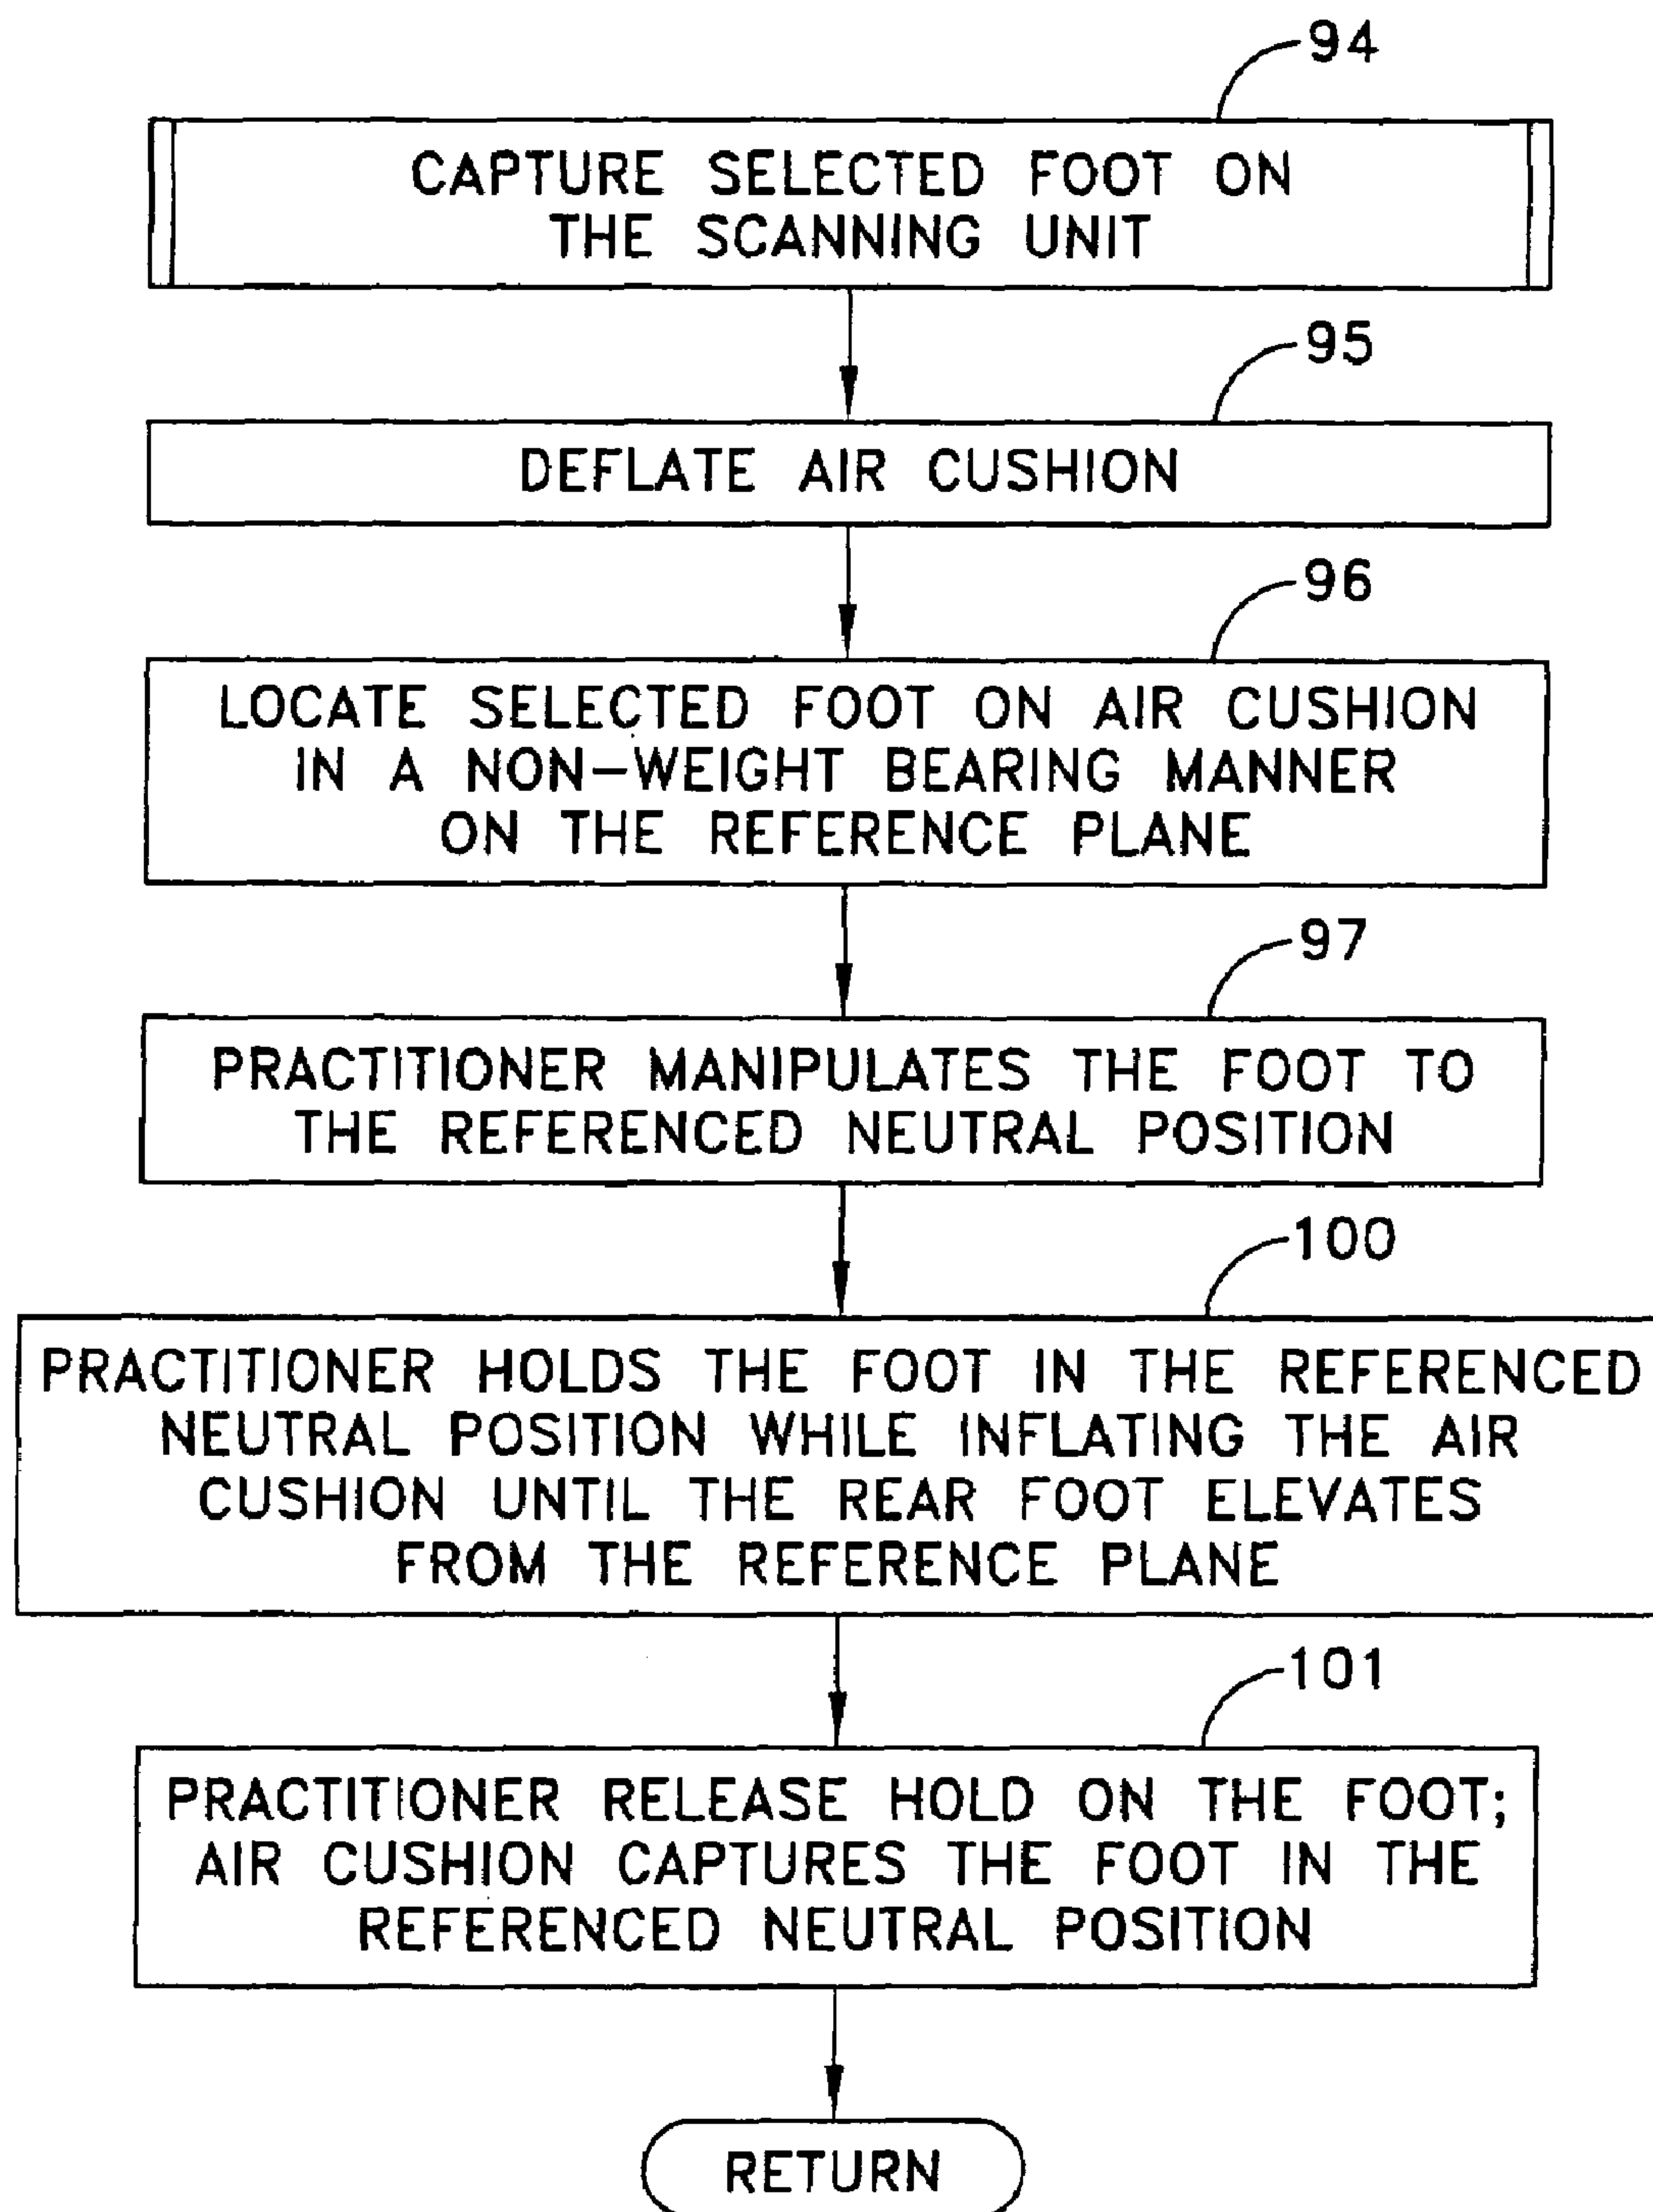 94
CAPTURE SELECTED FOOT ON
THE SCANNING UNIT
95
DEFLATE AIR CUSHION
96
LOCATE SELECTED FOOT ON AIR CUSHION
IN A NON-WEIGHT BEARING MANNER
ON THE REFERENCE PLANE
97
PRACTITIONER MANIPULATES THE FOOT TO
THE REFERENCED NEUTRAL POSITION
100
PRACTITIONER HOLDS THE FOOT IN THE REFERENCED
NEUTRAL POSITION WHILE INFLATING THE AIR
CUSHION UNTIL THE REAR FOOT ELEVATES
FROM THE REFERENCE PLANE
101
PRACTITIONER RELEASE HOLD ON THE FOOT;
AIR CUSHION CAPTURES THE FOOT IN THE
REFERENCED NEUTRAL POSITION
RETURN